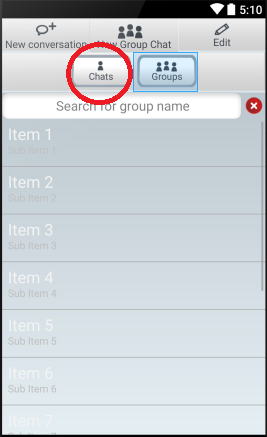 5:10
New conversation New Group Chat Edit
Chats Groups
Search for group name
Item 1
Sub Item 1
Item 2
Sub Item 2
Item 3
Sub Item 3
Item 4
Sub Item 4
Item 5
Sub Item 5
Item 6
Sub Item 6
Item 7